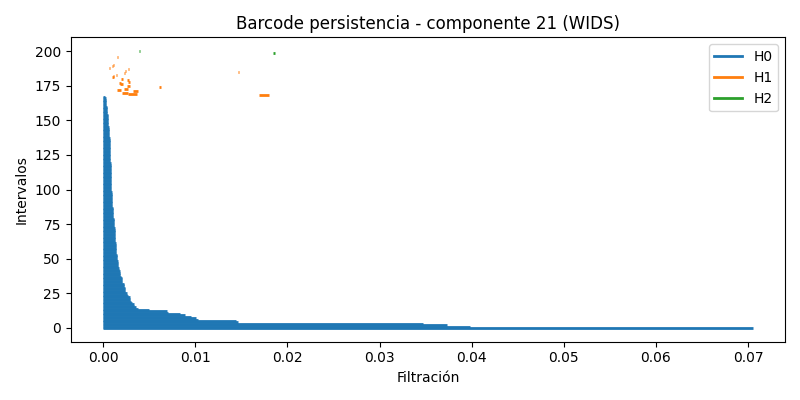 Barcode persistencia - componente 21 (WIDS)
H0
H1
H2
Intervalos
200
175
150
125
100
75
50
25
0
0.00 0.01 0.02 0.03 0.04 0.05 0.06 0.07
Filtración